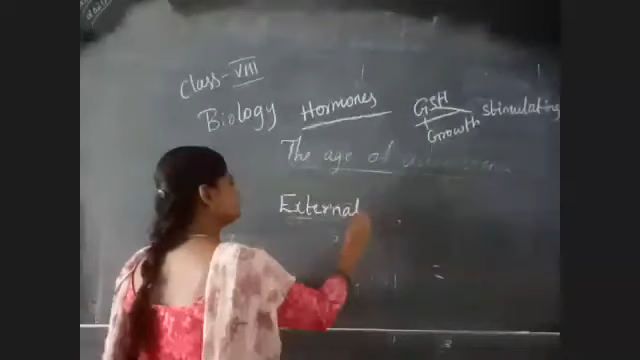 Class-VIII
Biology Hormones GSH Stimulating
Growth
The age of
External